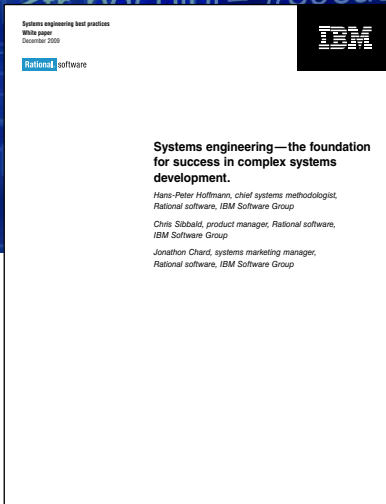 Systems engineering best practices
White paper
December 2009
IBM
Rational software
Systems engineering—the foundation
for success in complex systems
development.
Hans-Peter Hoffmann, chief systems methodologist,
Rational software, IBM Software Group
Chris Sibbald, product manager, Rational software,
IBM Software Group
Jonathon Chard, systems marketing manager,
Rational software, IBM Software Group